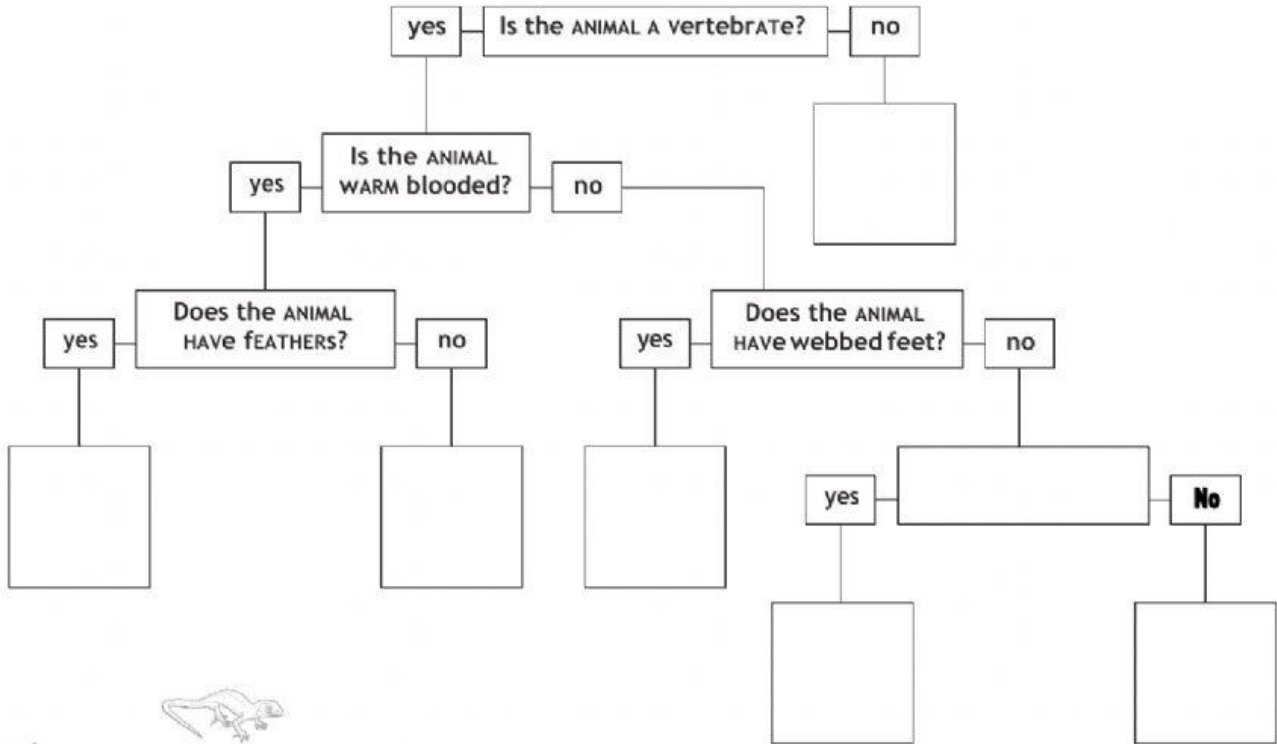 yes
Is the ANIMAL A vertebrATe?
no
Is the ANIMAL
WARM blooded?
yes
no
Does the ANIMAL
HAVe fEATHERs?
yes
no
Does the ANIMAL
HAVe webbed feet?
yes
no
yes
No